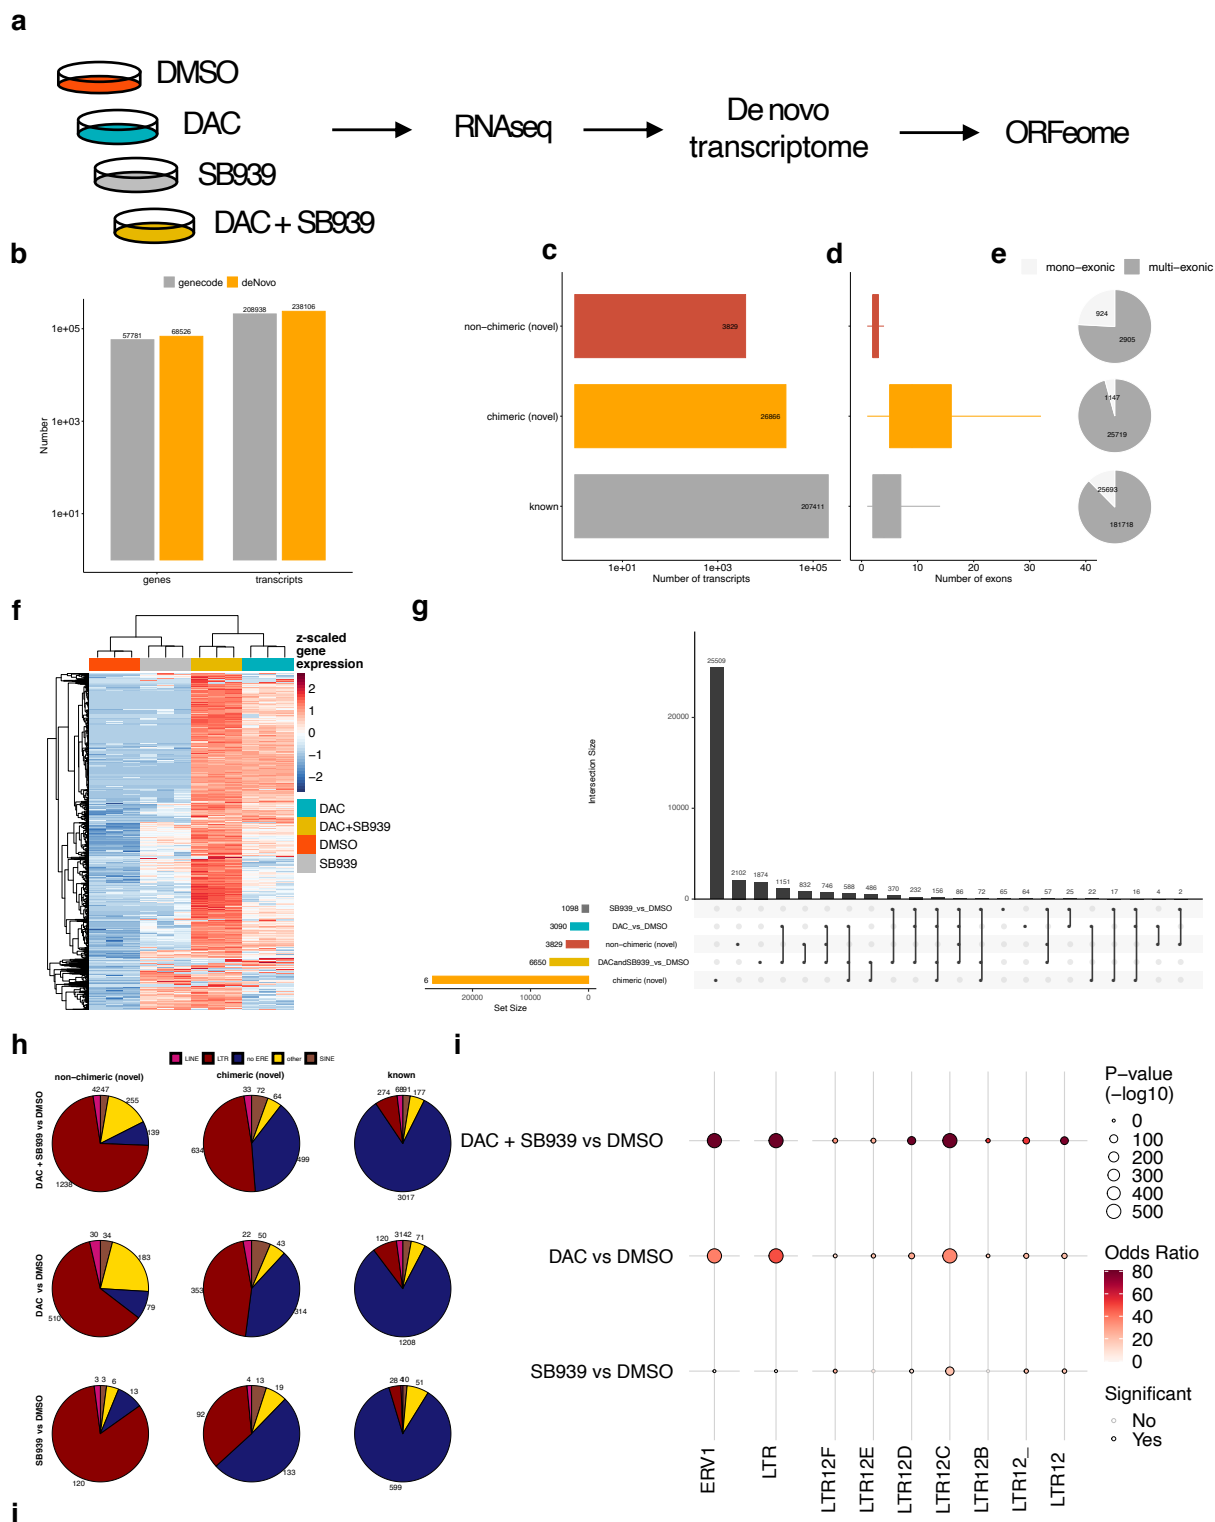 a
DMSO
DAC
SB939
DAC + SB939
RNAseq
De novo
transcriptome
ORFeome
b
genecode deNovo
Number
1e+05
1e+03
1e+01
57781
68526
208938
238106
genes transcripts
c
non−chimeric (novel)
chimeric (novel)
known
3829
26866
207411
1e+01 1e+03 1e+05
Number of transcripts
d
0 10 20 30 40
Number of exons
e
mono−exonic multi−exonic
924
2905
1147
25719
25693
181718
f
z−scaled
gene
expression
2
1
0
−1
−2
DAC
DAC+SB939
DMSO
SB939
g
Intersection Size
20000
10000
0
25509 2102 1874 1151 832 746 588 486 370 232 156 86 72 65 64 57 25 22 17 16 4 2
1098 SB939_vs_DMSO
3090 DAC_vs_DMSO
3829 non−chimeric (novel)
6650 DACandSB939_vs_DMSO
6 chimeric (novel)
20000 10000 0
Set Size
h
LINE LTR no ERE other SINE
non−chimeric (novel) chimeric (novel) known
DAC + SB939 vs DMSO
42 47 255 139 1238
33 72 64 499 634
274 68 91 177 3017
DAC vs DMSO
30 34 183 79 510
22 50 43 314 353
120 31 42 71 1208
SB939 vs DMSO
3 3 6 13 120
4 13 19 133 92
28 4 10 51 599
i
DAC + SB939 vs DMSO
DAC vs DMSO
SB939 vs DMSO
ERV1
LTR
LTR12F
LTR12E
LTR12D
LTR12C
LTR12B
LTR12_
LTR12
P−value
(−log10)
0
100
200
300
400
500
Odds Ratio
80
60
40
20
0
Significant
No
Yes